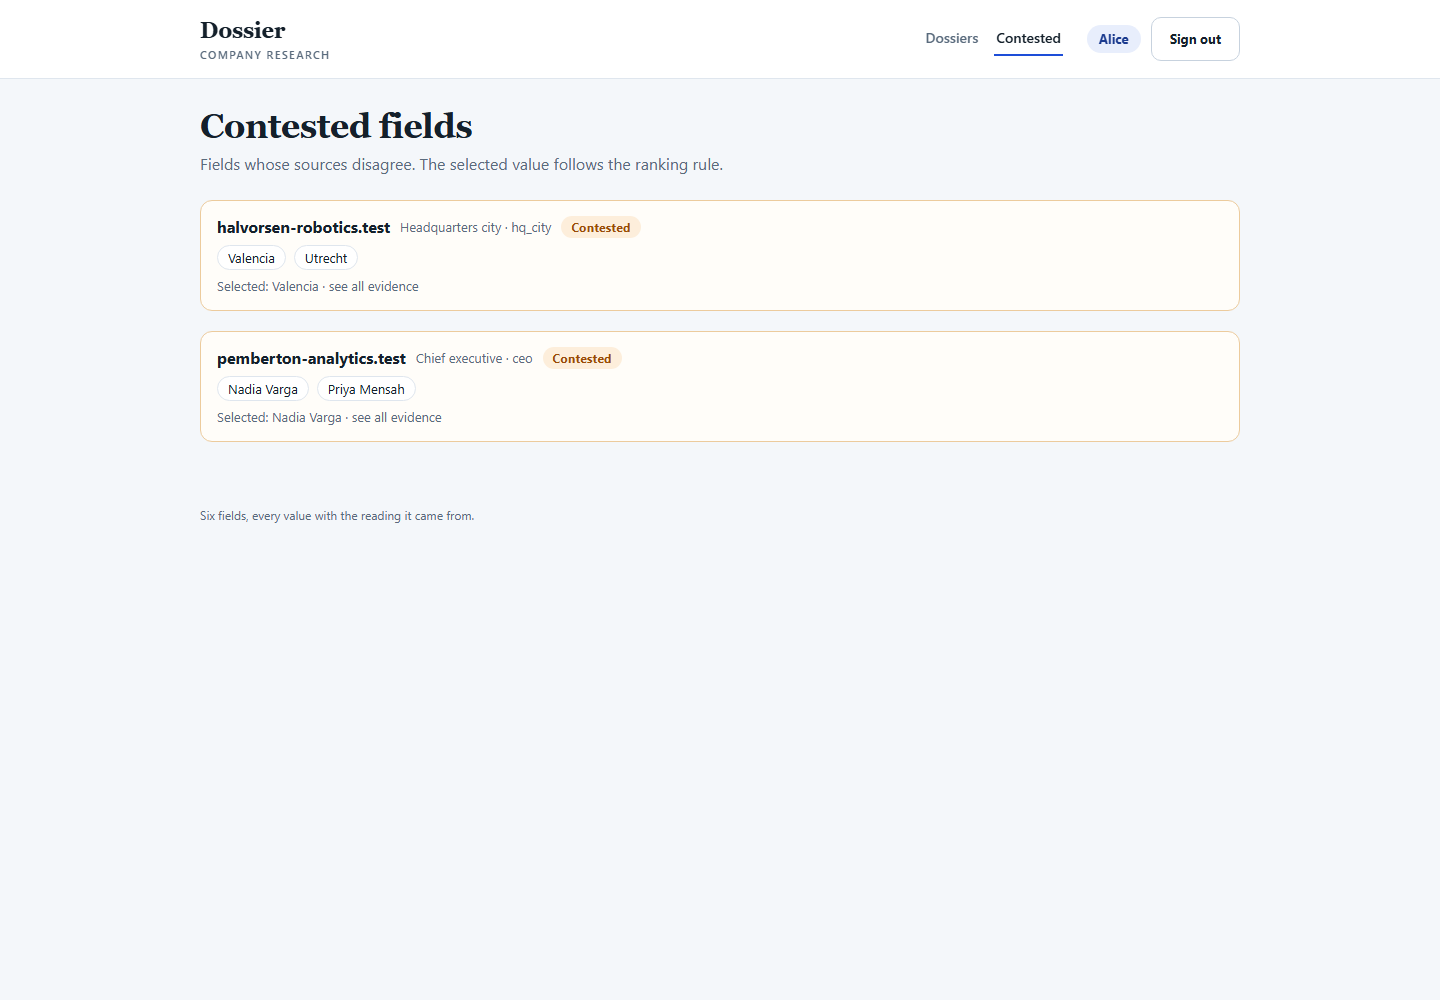 Dossier
COMPANY RESEARCH
Dossiers Contested Alice Sign out
Contested fields
Fields whose sources disagree. The selected value follows the ranking rule.
halvorsen-robotics.test Headquarters city · hq_city Contested
Valencia Utrecht
Selected: Valencia · see all evidence
pemberton-analytics.test Chief executive · ceo Contested
Nadia Varga Priya Mensah
Selected: Nadia Varga · see all evidence
Six fields, every value with the reading it came from.